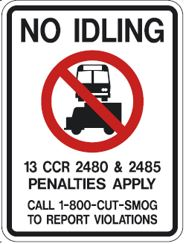 NO IDLING
13 CCR 2480 & 2485
PENALTIES APPLY
CALL 1-800-CUT-SMOG
TO REPORT VIOLATIONS